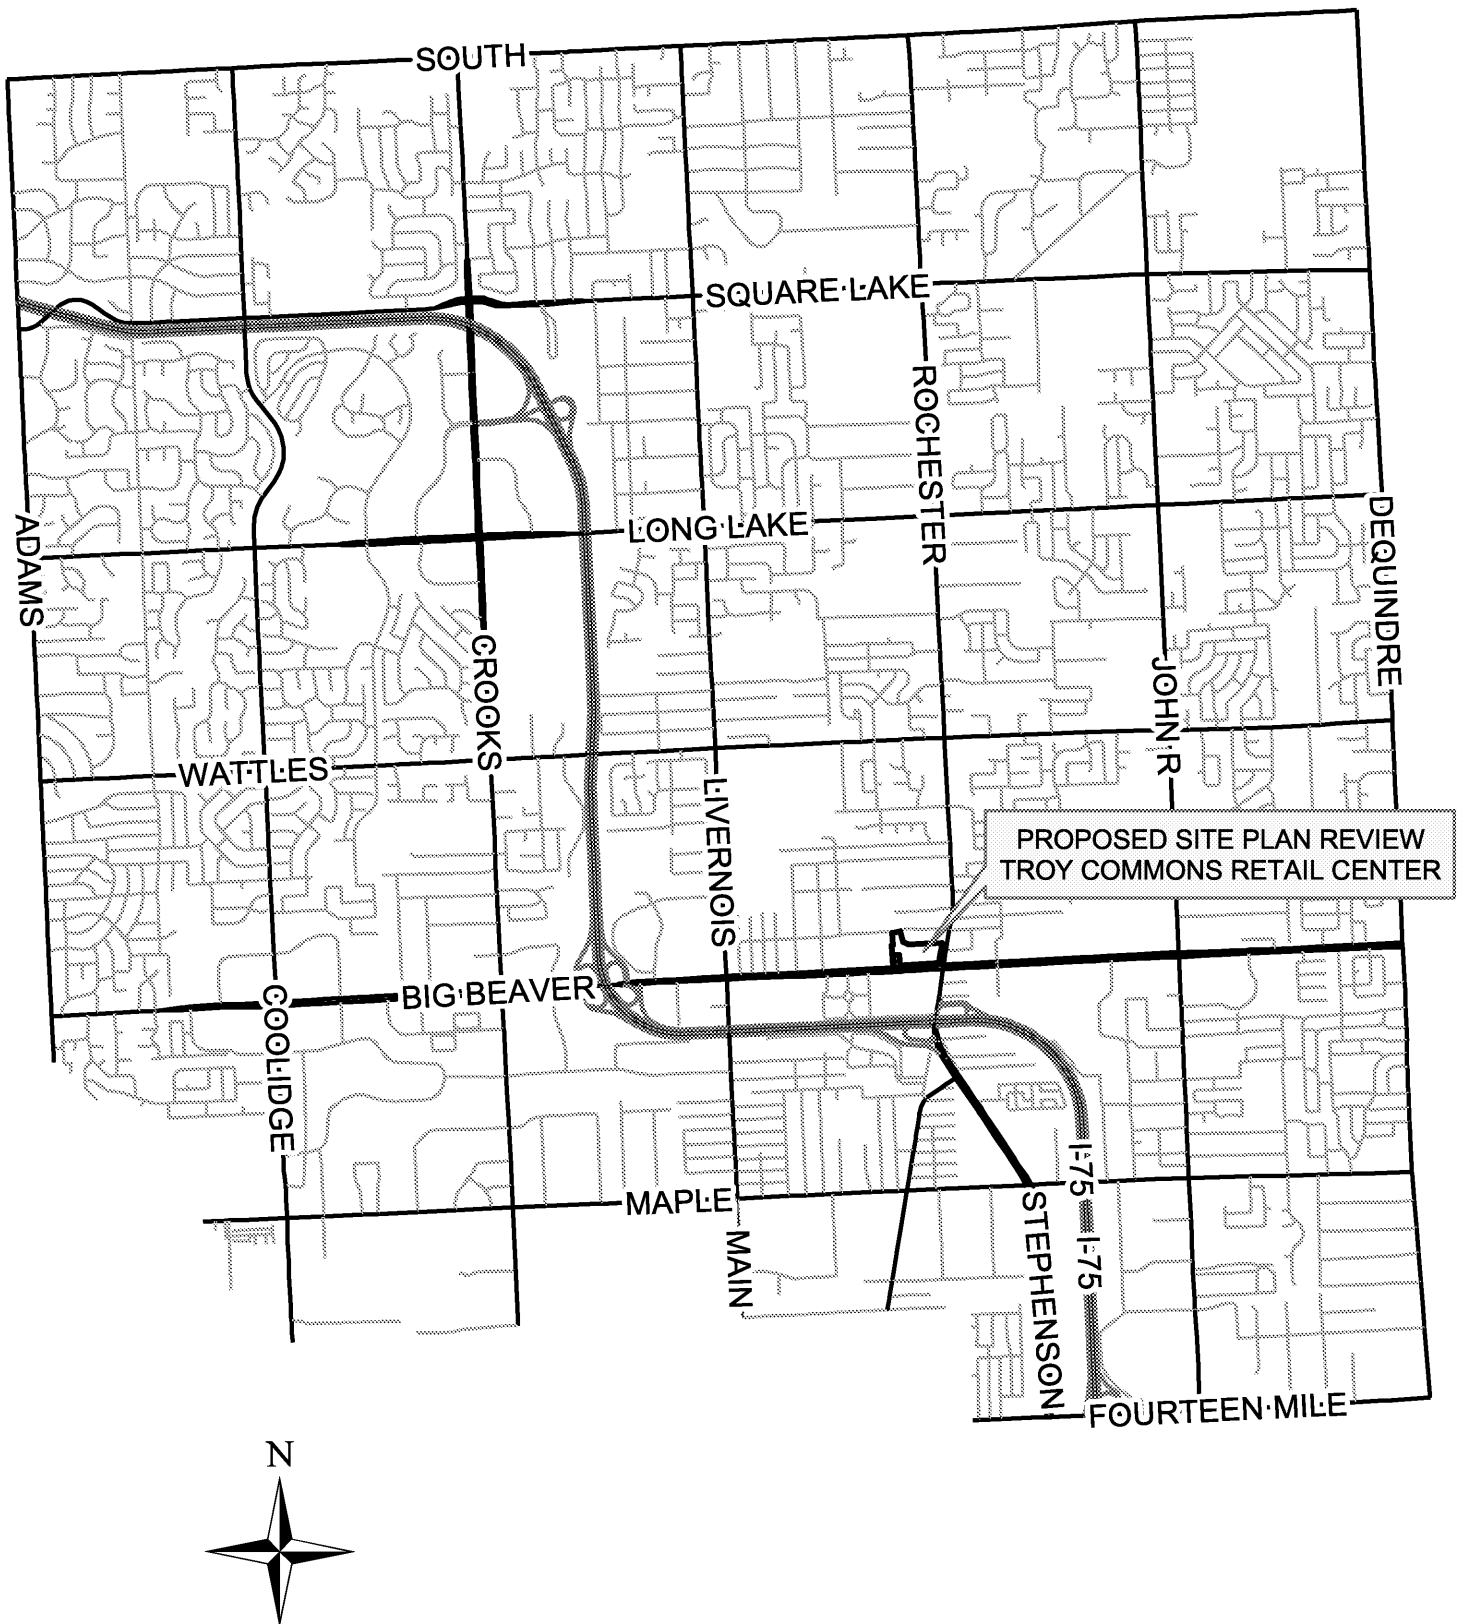 SOUTH
SQUARE LAKE
ROCHESTER
LONG LAKE
ADAMS
DEQUINDRE
CROOKS
JOHN R
WATTLES
LIVERNOIS
PROPOSED SITE PLAN REVIEW
TROY COMMONS RETAIL CENTER
BIG BEAVER
COOLIDGE
I-75
MAPLE
STEPHENSON
MAIN
I-75
FOURTEEN MILE
N